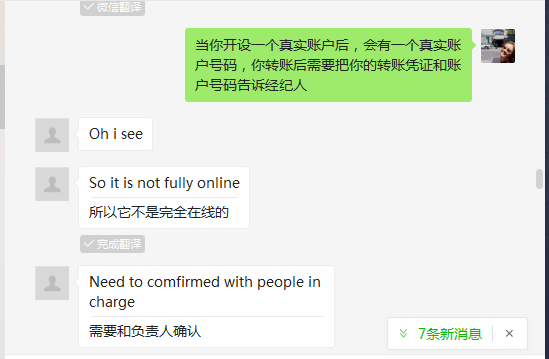 微信翻译
当你开设一个真实账户后，会有一个真实账
户号码，你转账后需要把你的转账凭证和账
户号码告诉经纪人
Oh i see
So it is not fully online
所以它不是完全在线的
完成翻译
Need to comfirmed with people in
charge
需要和负责人确认
7条新消息